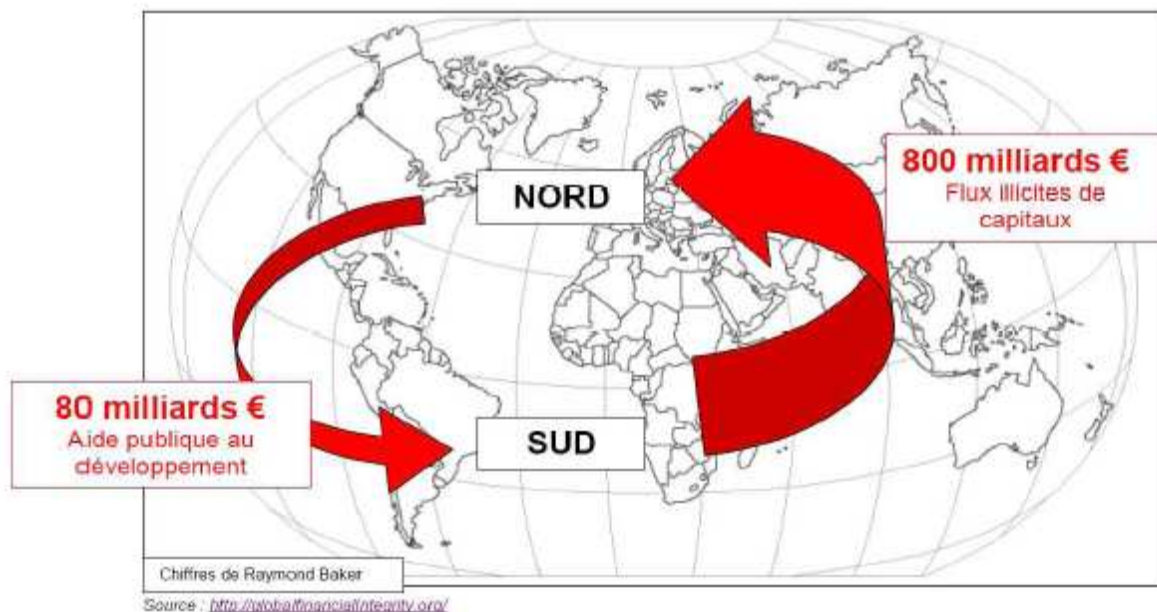 NORD
800 milliards €
Flux illicites de
capitaux
80 milliards €
Aide publique au
développement
SUD
Chiffres de Raymond Baker
Source : http://globalfinancialintegrity.org/